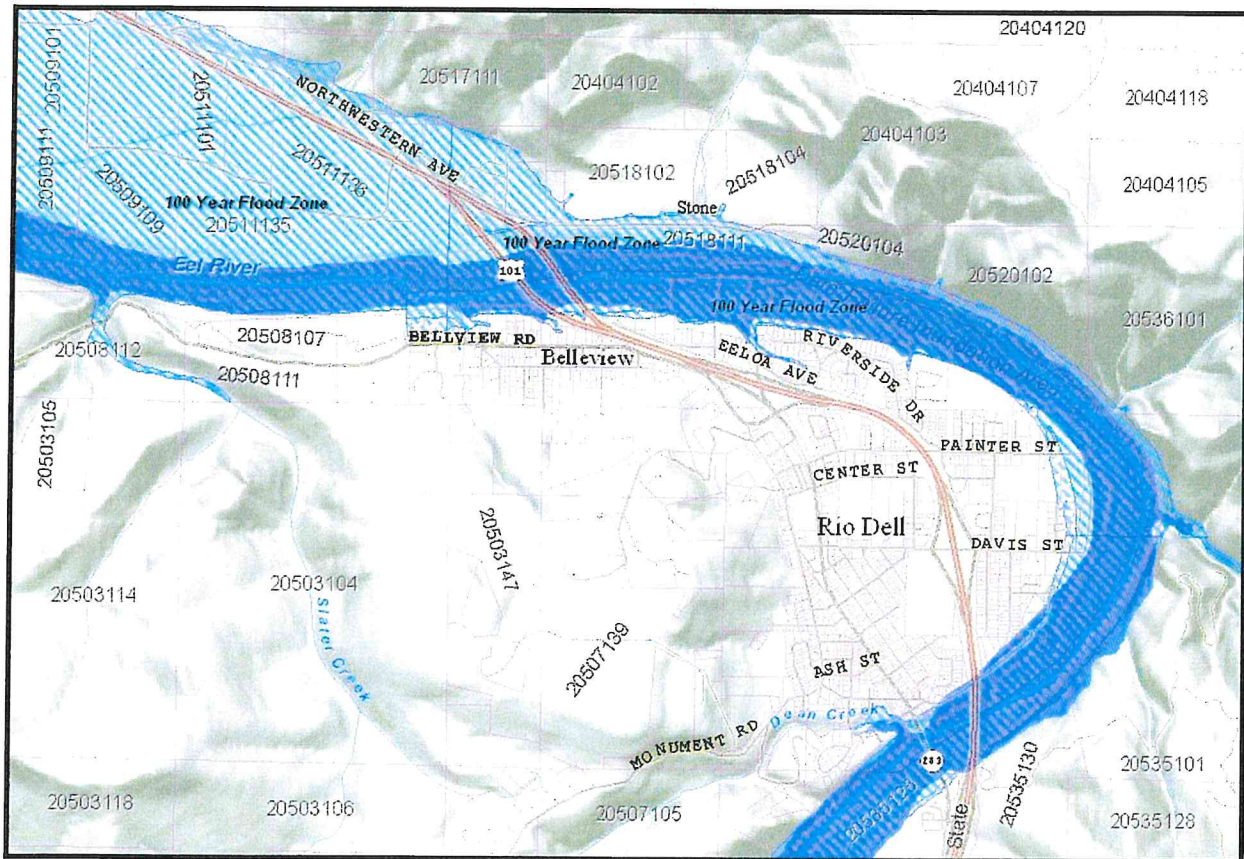 20404120
20509101
20511101
20517111
20404102
20404107
20404118
NORTHWESTERN AVE
20404103
20509111
20511136
20518102
20518104
20404105
20509109
100 Year Flood Zone
20511135
Stone
100 Year Flood Zone
20518111
20520104
Eel River
101
20520102
100 Year Flood Zone
20536101
20508107
BELLVIEW RD
Belleview
EELOA AVE
RIVERSIDE DR
20508112
20508111
20503105
PAINTER ST
CENTER ST
Rio Dell
DAVIS ST
20503147
20503114
20503104
Slater Creek
20507139
ASH ST
Dean Creek
MONUMENT RD
283
20535130
20535101
20503118
20503106
20507105
State
20535128